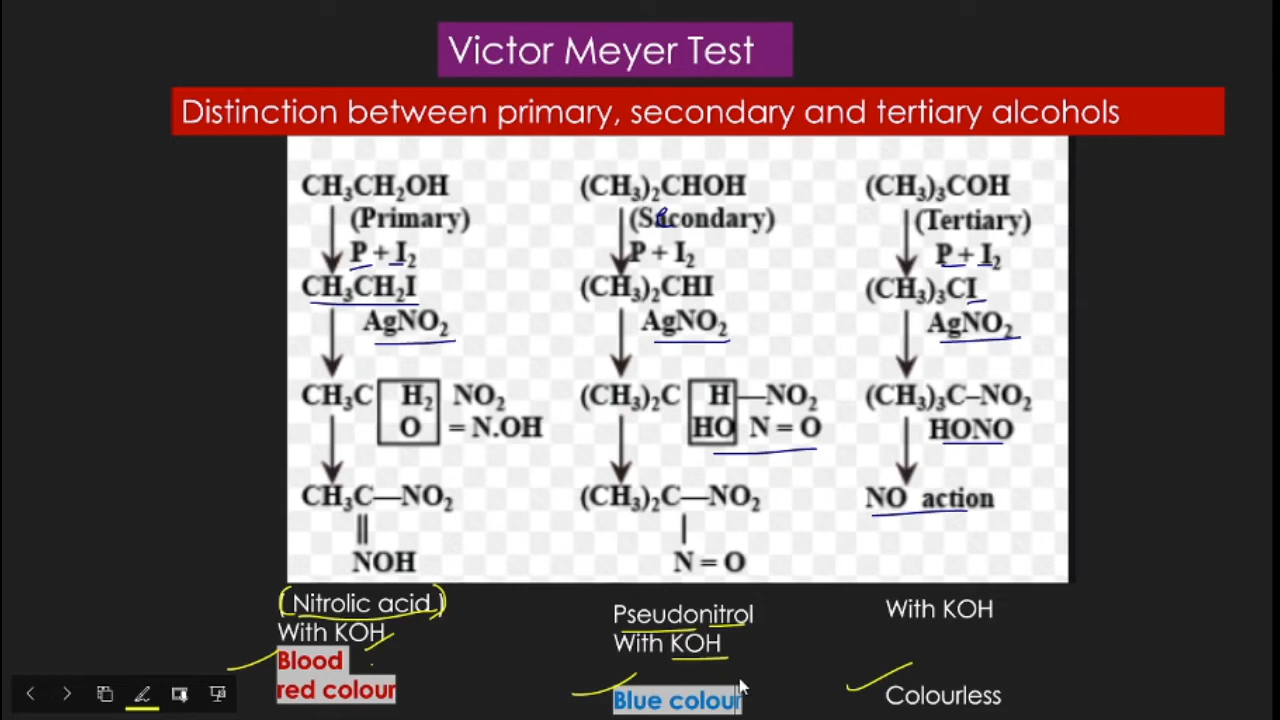 Victor Meyer Test
Distinction between primary, secondary and tertiary alcohols
CH₃CH₂OH
(Primary)
P + I₂
CH₃CH₂I
AgNO₂
CH₃C H₂ NO₂
O = N.OH
CH₃C—NO₂
||
NOH
(Nitrolic acid)
With KOH
Blood
red colour
(CH₃)₂CHOH
(Secondary)
P + I₂
(CH₃)₂CHI
AgNO₂
(CH₃)₂C H—NO₂
HO N = O
(CH₃)₂C—NO₂
|
N = O
Pseudonitrol
With KOH
Blue colour
(CH₃)₃COH
(Tertiary)
P + I₂
(CH₃)₃CI
AgNO₂
(CH₃)₃C–NO₂
HONO
NO action
With KOH
Colourless